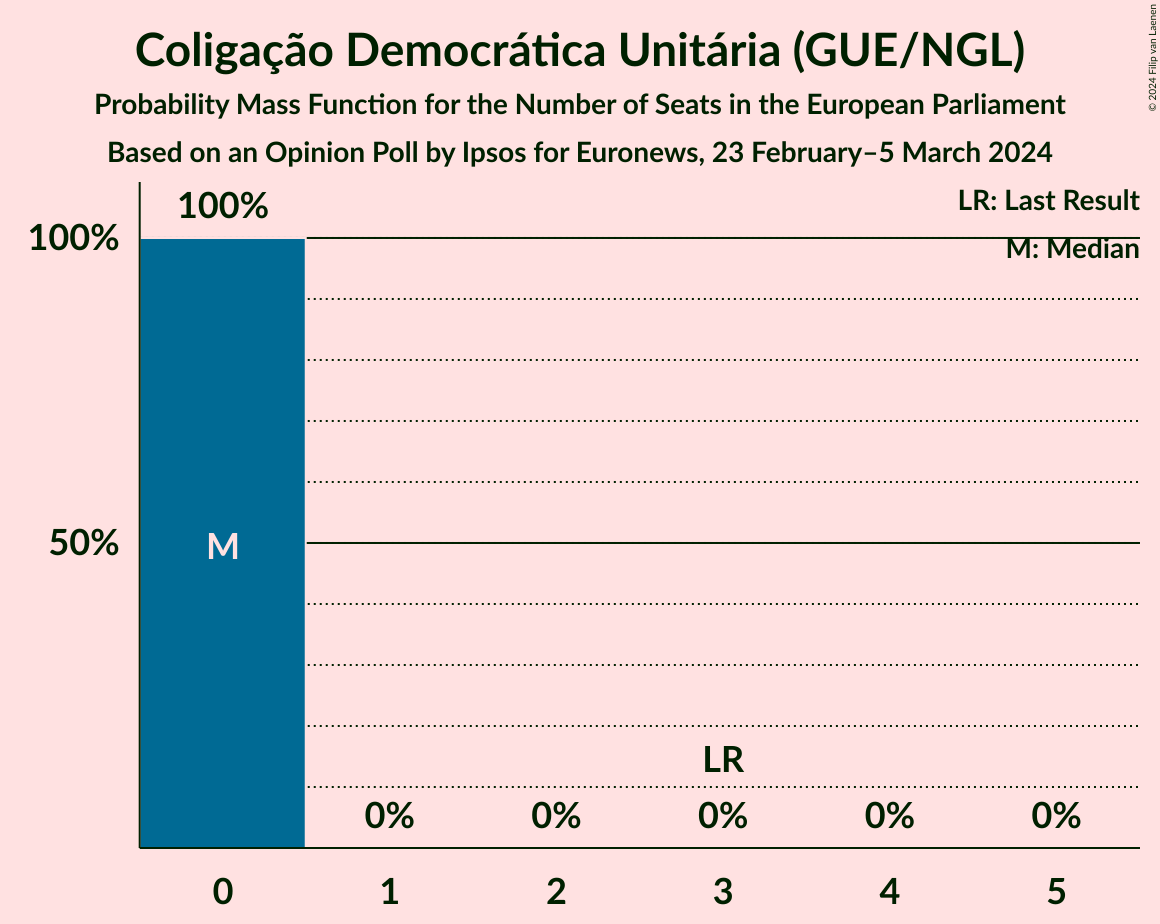 Coligação Democrática Unitária (GUE/NGL)
Probability Mass Function for the Number of Seats in the European Parliament
Based on an Opinion Poll by Ipsos for Euronews, 23 February–5 March 2024
© 2024 Filip van Laenen
LR: Last Result
M: Median
100%
100%
50%
M
LR
0% 0% 0% 0% 0%
0 1 2 3 4 5